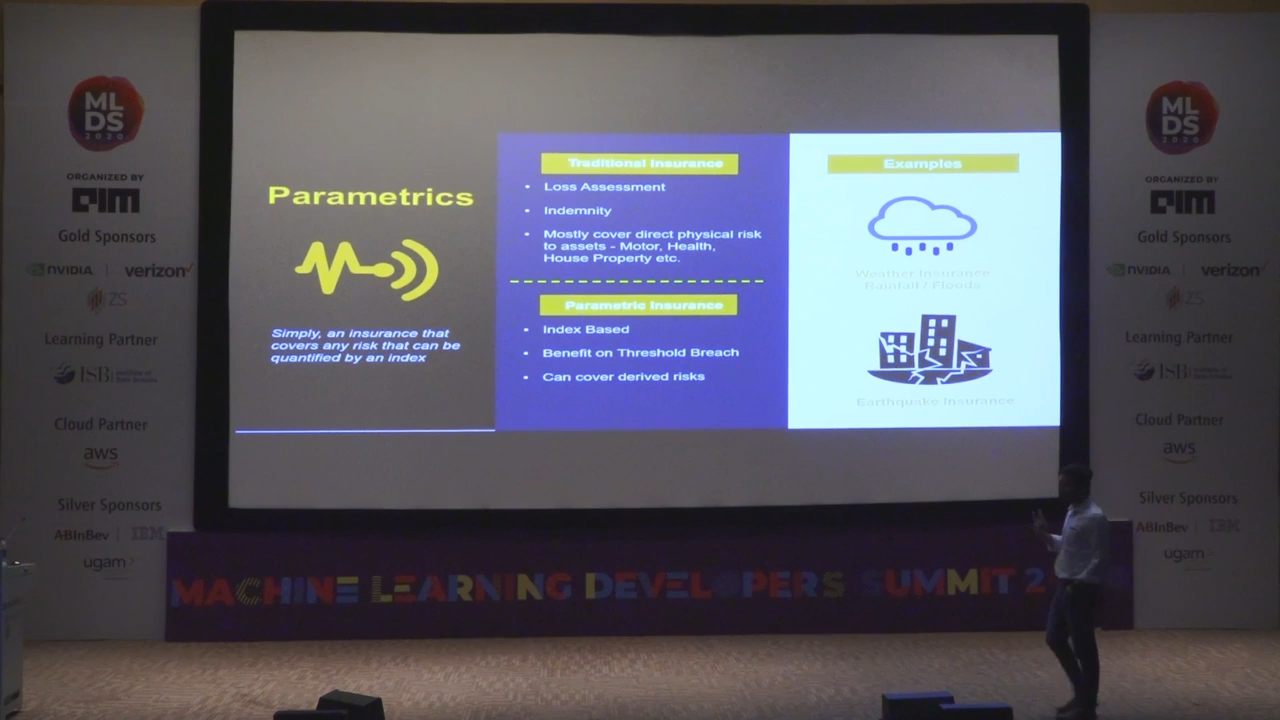 ML
DS
2020
ORGANIZED BY
AIM
Gold Sponsors
NVIDIA
verizon
ZS
Learning Partner
ISB
Cloud Partner
aws
Silver Sponsors
ABInBev
IBM
ugam
Parametrics
Simply, an insurance that
covers any risk that can be
quantified by an index
Traditional Insurance
• Loss Assessment
• Indemnity
• Mostly cover direct physical risk
to assets - Motor, Health,
House Property etc.
Parametric Insurance
• Index Based
• Benefit on Threshold Breach
• Can cover derived risks
Examples
Weather Insurance
Rainfall / Floods
Earthquake Insurance
MACHINE LEARNING DEVELOPERS SUMMIT 2
ML
DS
2020
ORGANIZED BY
AIM
Gold Sponsors
NVIDIA
verizon
ZS
Learning Partner
ISB
Cloud Partner
aws
Silver Sponsors
ABInBev
IBM
ugam